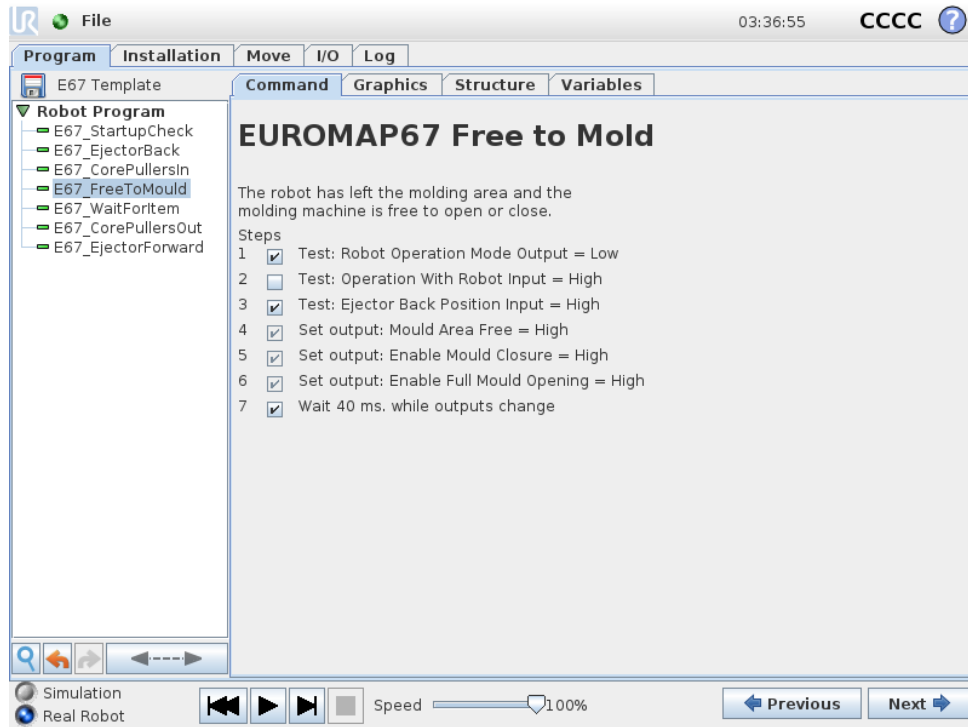 UR File 03:36:55 CCCC ?
Program Installation Move I/O Log
E67 Template Command Graphics Structure Variables
Robot Program
E67_StartupCheck
E67_EjectorBack
E67_CorePullersIn
E67_FreeToMould
E67_WaitForItem
E67_CorePullersOut
E67_EjectorForward
EUROMAP67 Free to Mold
The robot has left the molding area and the
molding machine is free to open or close.
Steps
1 Test: Robot Operation Mode Output = Low
2 Test: Operation With Robot Input = High
3 Test: Ejector Back Position Input = High
4 Set output: Mould Area Free = High
5 Set output: Enable Mould Closure = High
6 Set output: Enable Full Mould Opening = High
7 Wait 40 ms. while outputs change
Simulation
Real Robot
Speed 100%
Previous Next